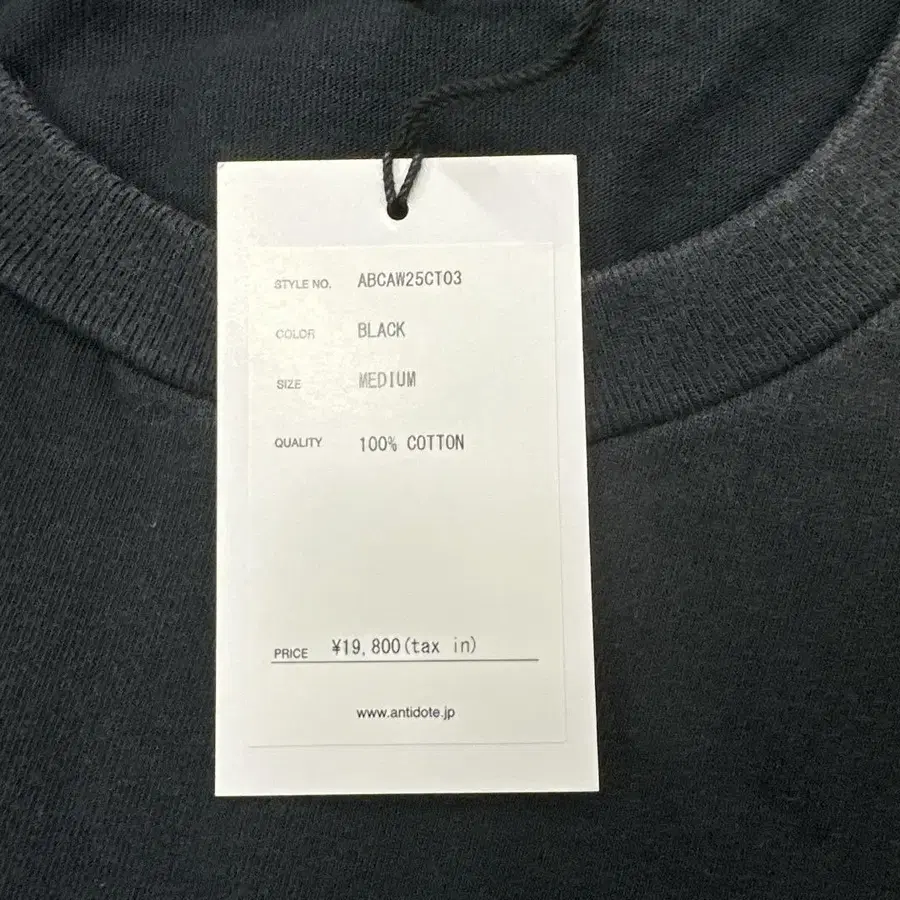 STYLE NO. ABCAW25CT03
COLOR BLACK
SIZE MEDIUM
QUALITY 100% COTTON
PRICE ¥19,800(tax in)
www.antidote.jp